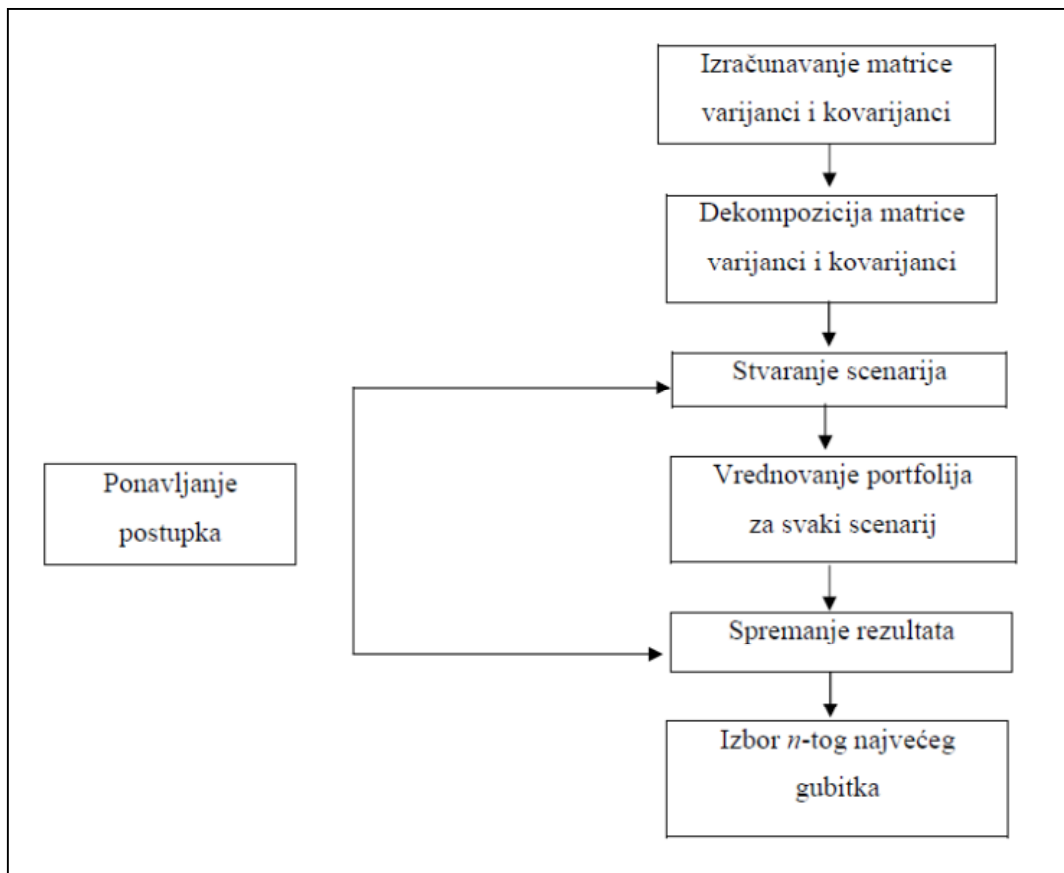 Izračunavanje matrice
varijanci i kovarijanci
Dekompozicija matrice
varijanci i kovarijanci
Stvaranje scenarija
Ponavljanje
postupka
Vrednovanje portfolija
za svaki scenarij
Spremanje rezultata
Izbor n-tog najvećeg
gubitka